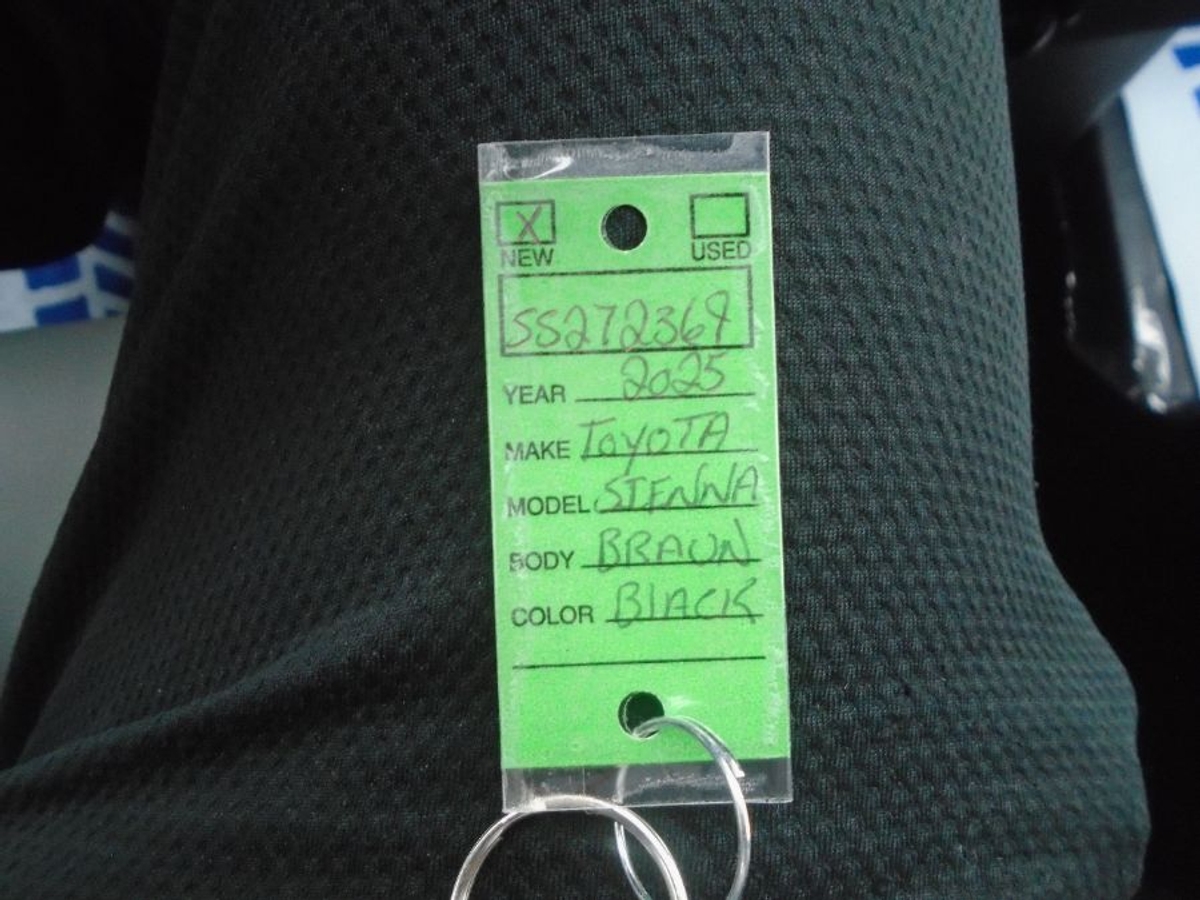 X
NEW USED
SS272369
YEAR 2025
MAKE TOYOTA
MODEL SIENNA
BODY BRAUN
COLOR BLACK